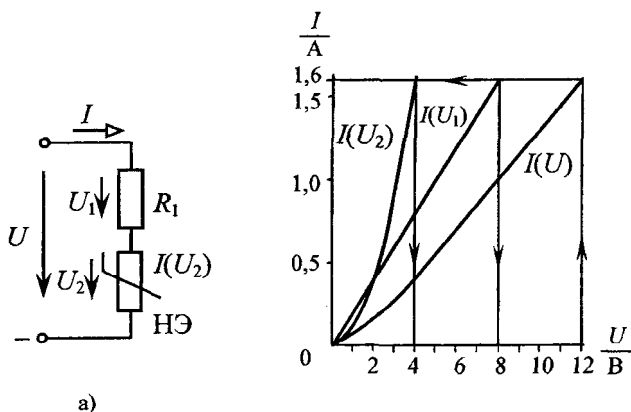 I
U
U₁
R₁
U₂
I(U₂)
НЭ
–
а)
I
А
1,6
1,5
1,0
0,5
0
I(U₂)
I(U₁)
I(U)
2 4 6 8 10 12
U
В